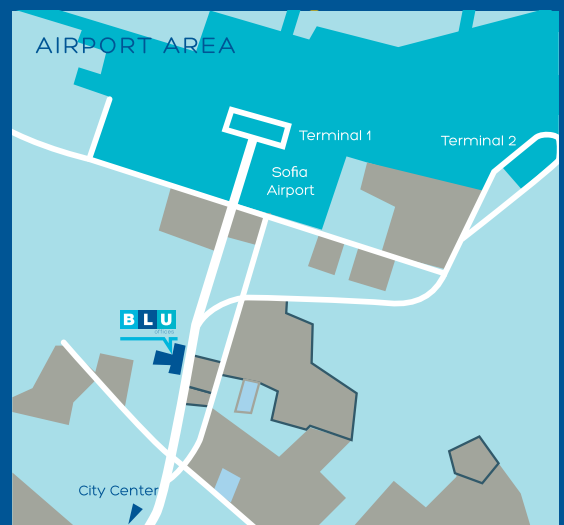 AIRPORT AREA
Terminal 1
Terminal 2
Sofia
Airport
BLU
City Center